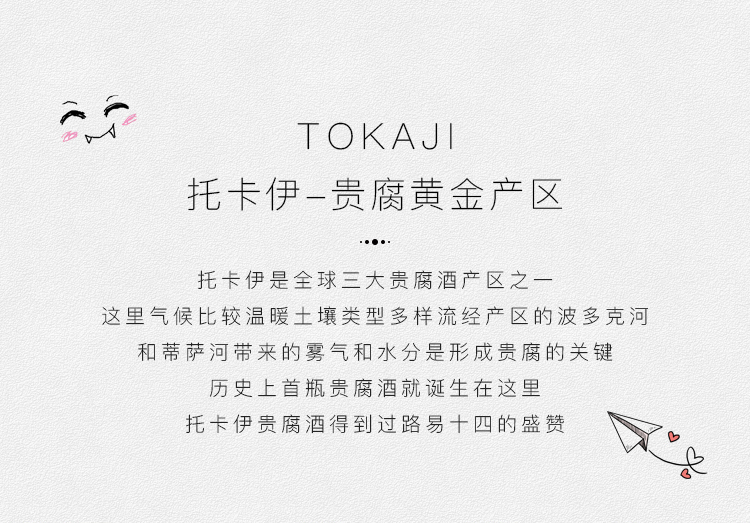 TOKAJI
托卡伊–贵腐黄金产区
托卡伊是全球三大贵腐酒产区之一
这里气候比较温暖土壤类型多样流经产区的波多克河
和蒂萨河带来的雾气和水分是形成贵腐的关键
历史上首瓶贵腐酒就诞生在这里
托卡伊贵腐酒得到过路易十四的盛赞